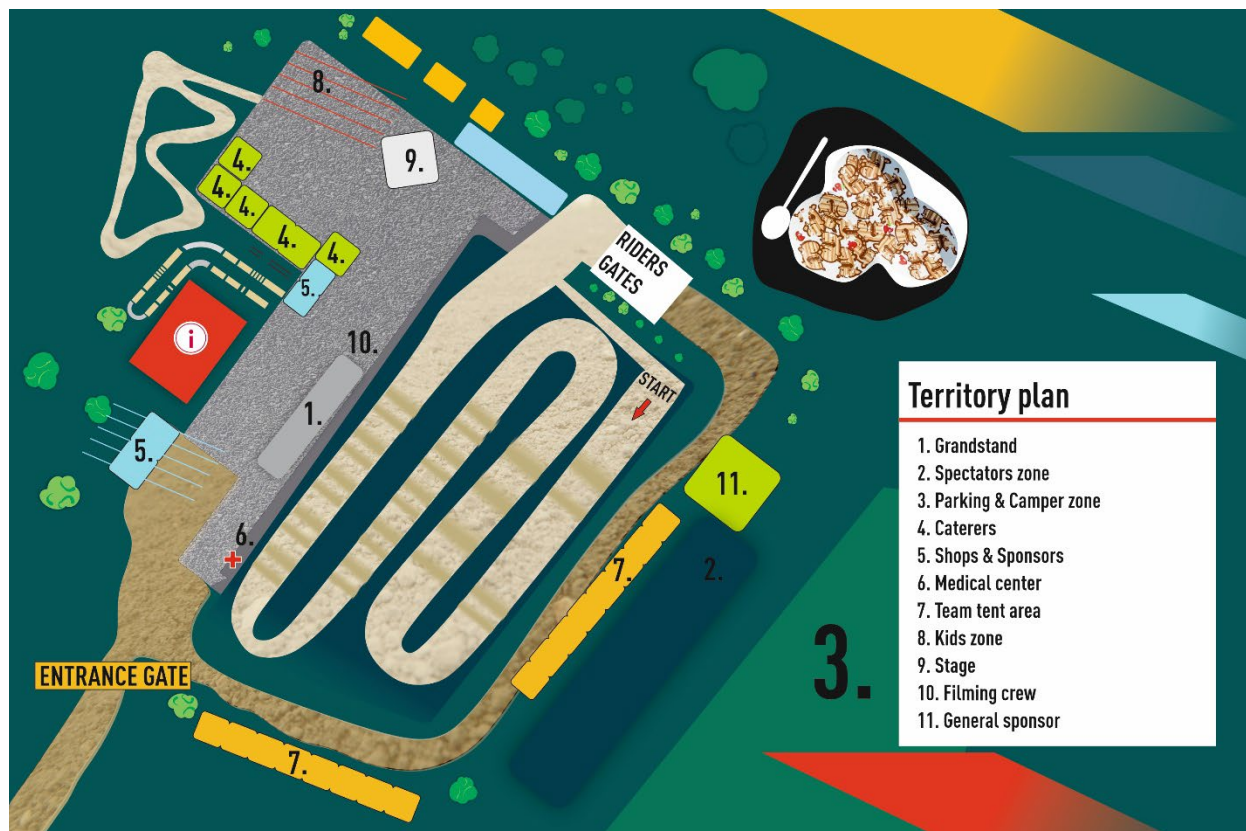 8.
9.
4.
4.
4.
4.
4.
5.
i
RIDERS
GATES
10.
1.
START
5.
11.
6.
7.
2.
3.
ENTRANCE GATE
7.
Territory plan
1. Grandstand
2. Spectators zone
3. Parking & Camper zone
4. Caterers
5. Shops & Sponsors
6. Medical center
7. Team tent area
8. Kids zone
9. Stage
10. Filming crew
11. General sponsor